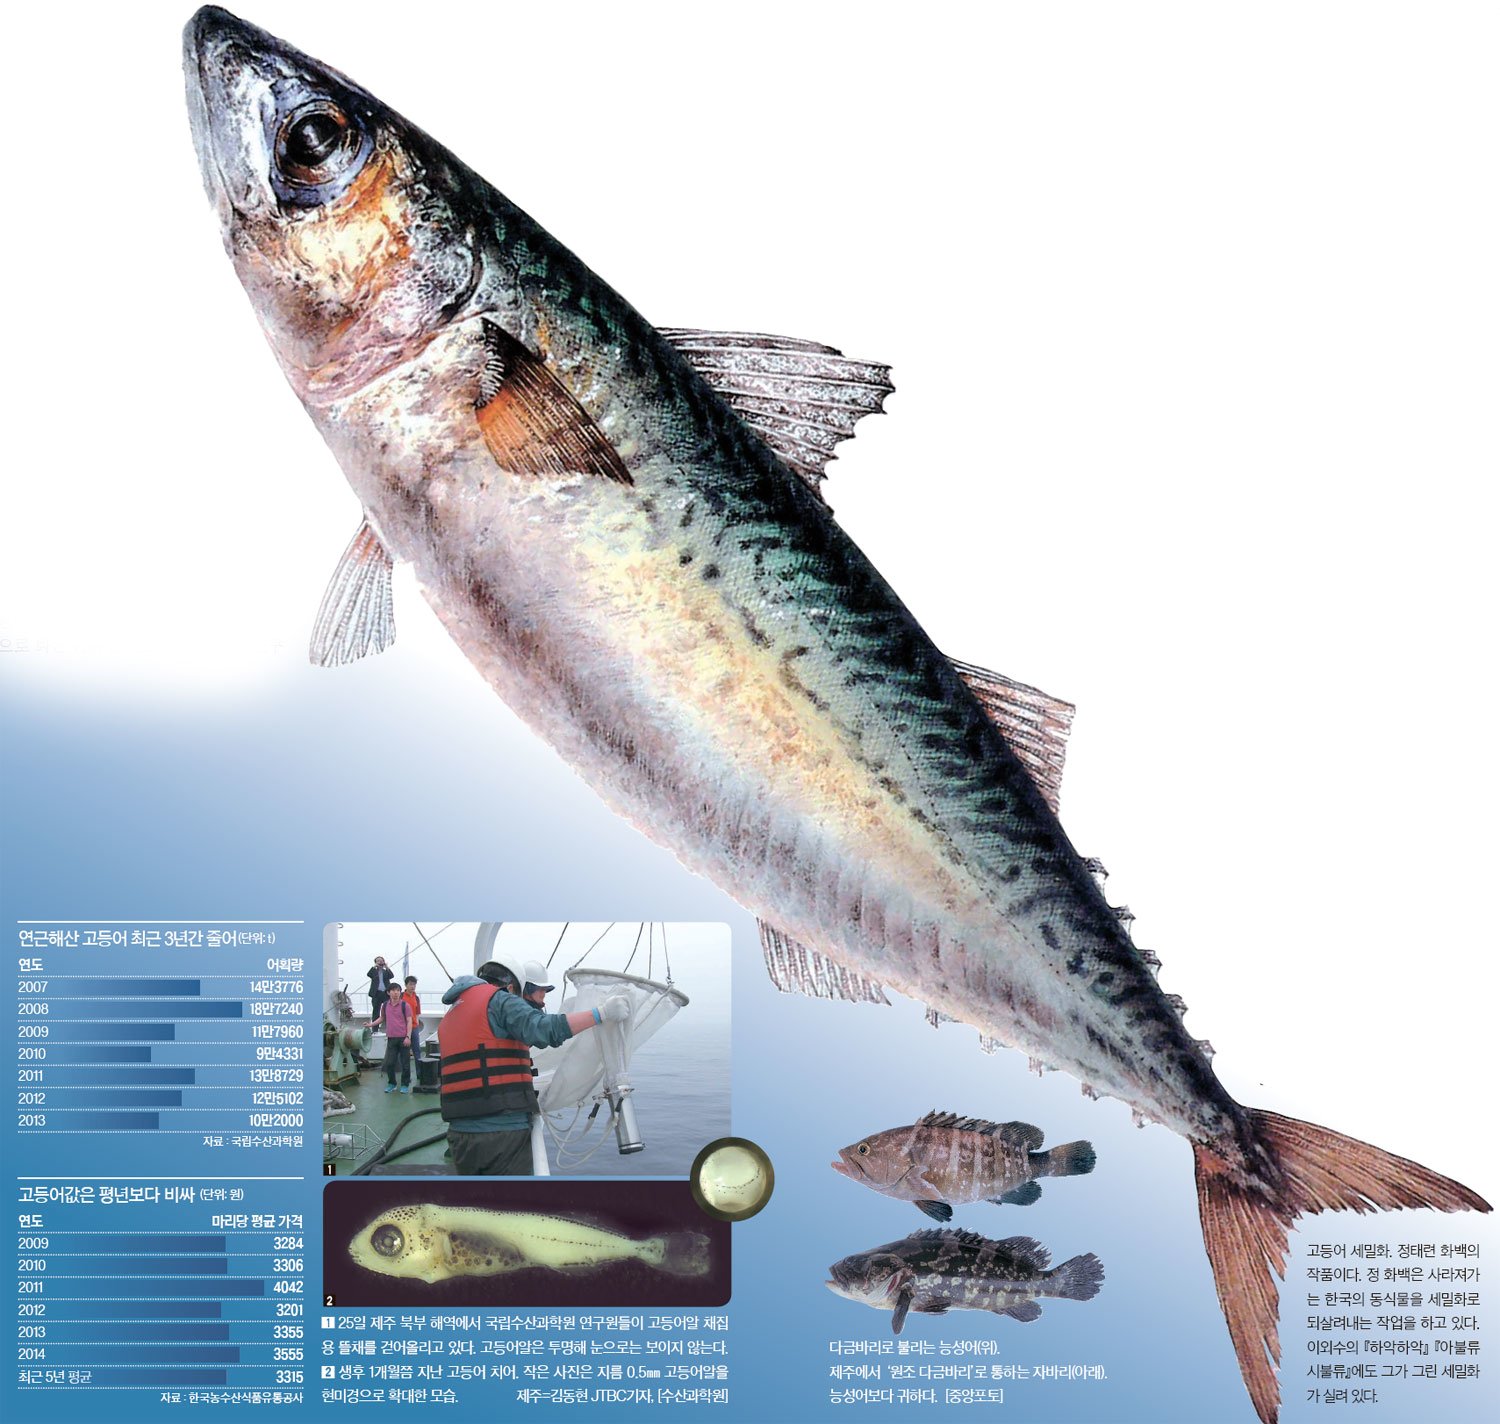 연근해산 고등어 최근 3년간 줄어(단위: t)
연도 어획량
2007 14만3776
2008 18만7240
2009 11만7960
2010 9만4331
2011 13만8729
2012 12만5102
2013 10만2000
자료 : 국립수산과학원
고등어값은 평년보다 비싸 (단위: 원)
연도 마리당 평균 가격
2009 3284
2010 3306
2011 4042
2012 3201
2013 3355
2014 3555
최근 5년 평균 3315
자료 : 한국농수산식품유통공사
1
2
1 25일 제주 북부 해역에서 국립수산과학원 연구원들이 고등어알 채집
용 뜰채를 걷어올리고 있다. 고등어알은 투명해 눈으로는 보이지 않는다.
2 생후 1개월쯤 지난 고등어 치어. 작은 사진은 지름 0.5㎜ 고등어알을
현미경으로 확대한 모습. 제주=김동현 JTBC기자, [수산과학원]
다금바리로 불리는 능성어(위).
제주에서 ‘원조 다금바리’로 통하는 자바리(아래).
능성어보다 귀하다. [중앙포토]
고등어 세밀화. 정태련 화백의
작품이다. 정 화백은 사라져가
는 한국의 동식물을 세밀화로
되살려내는 작업을 하고 있다.
이외수의 『하악하악』 『아불류
시불류』에도 그가 그린 세밀화
가 실려 있다.